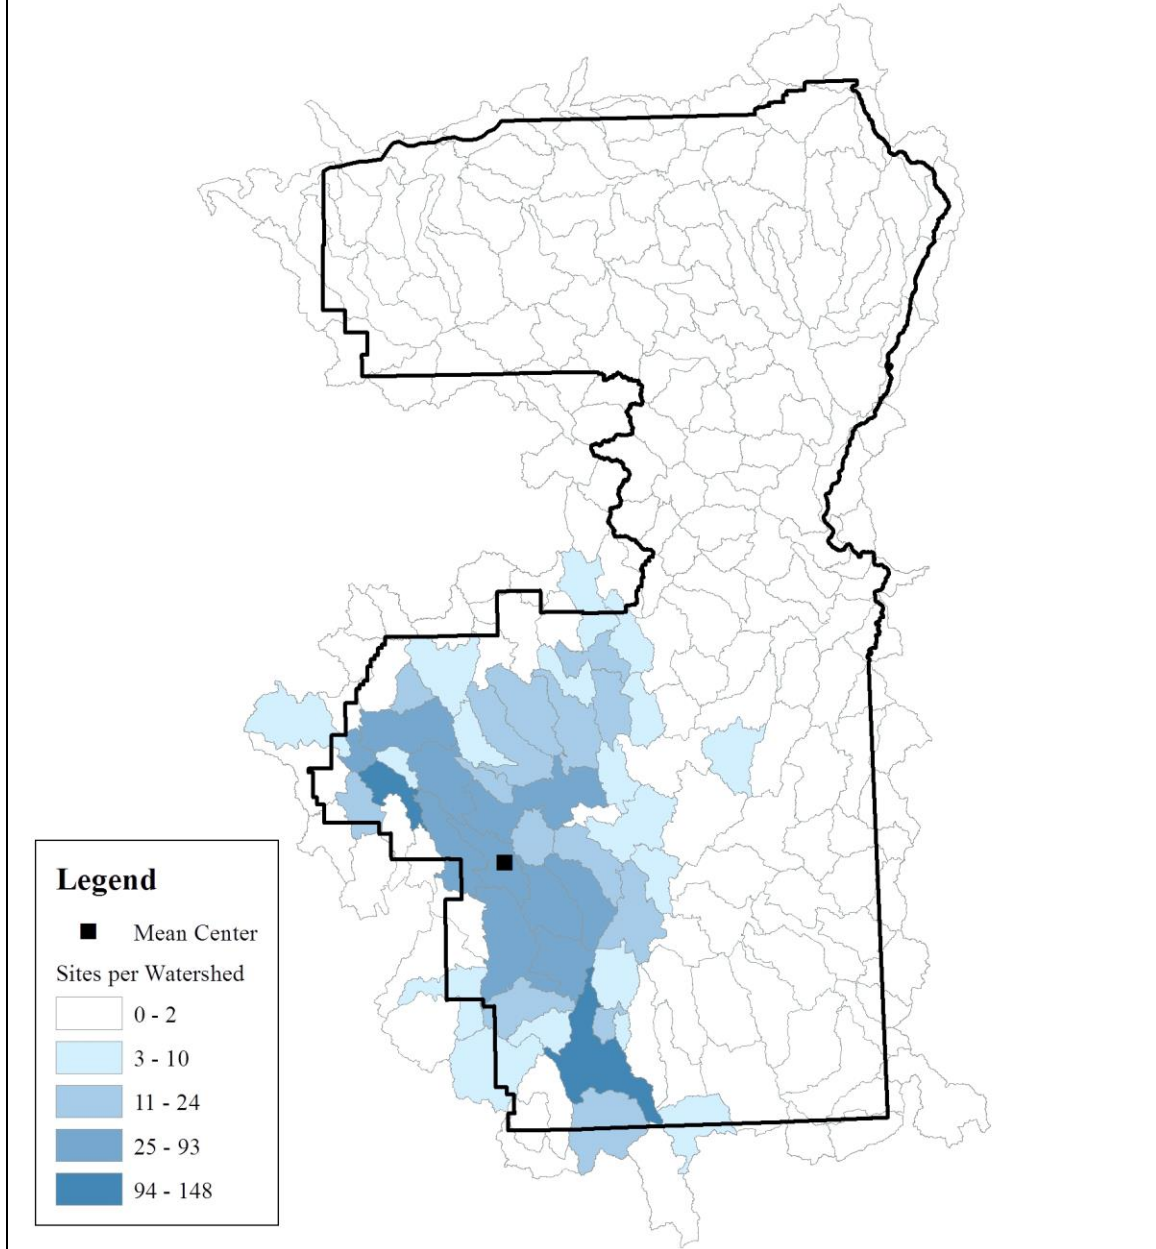 Legend
Mean Center
Sites per Watershed
0 - 2
3 - 10
11 - 24
25 - 93
94 - 148